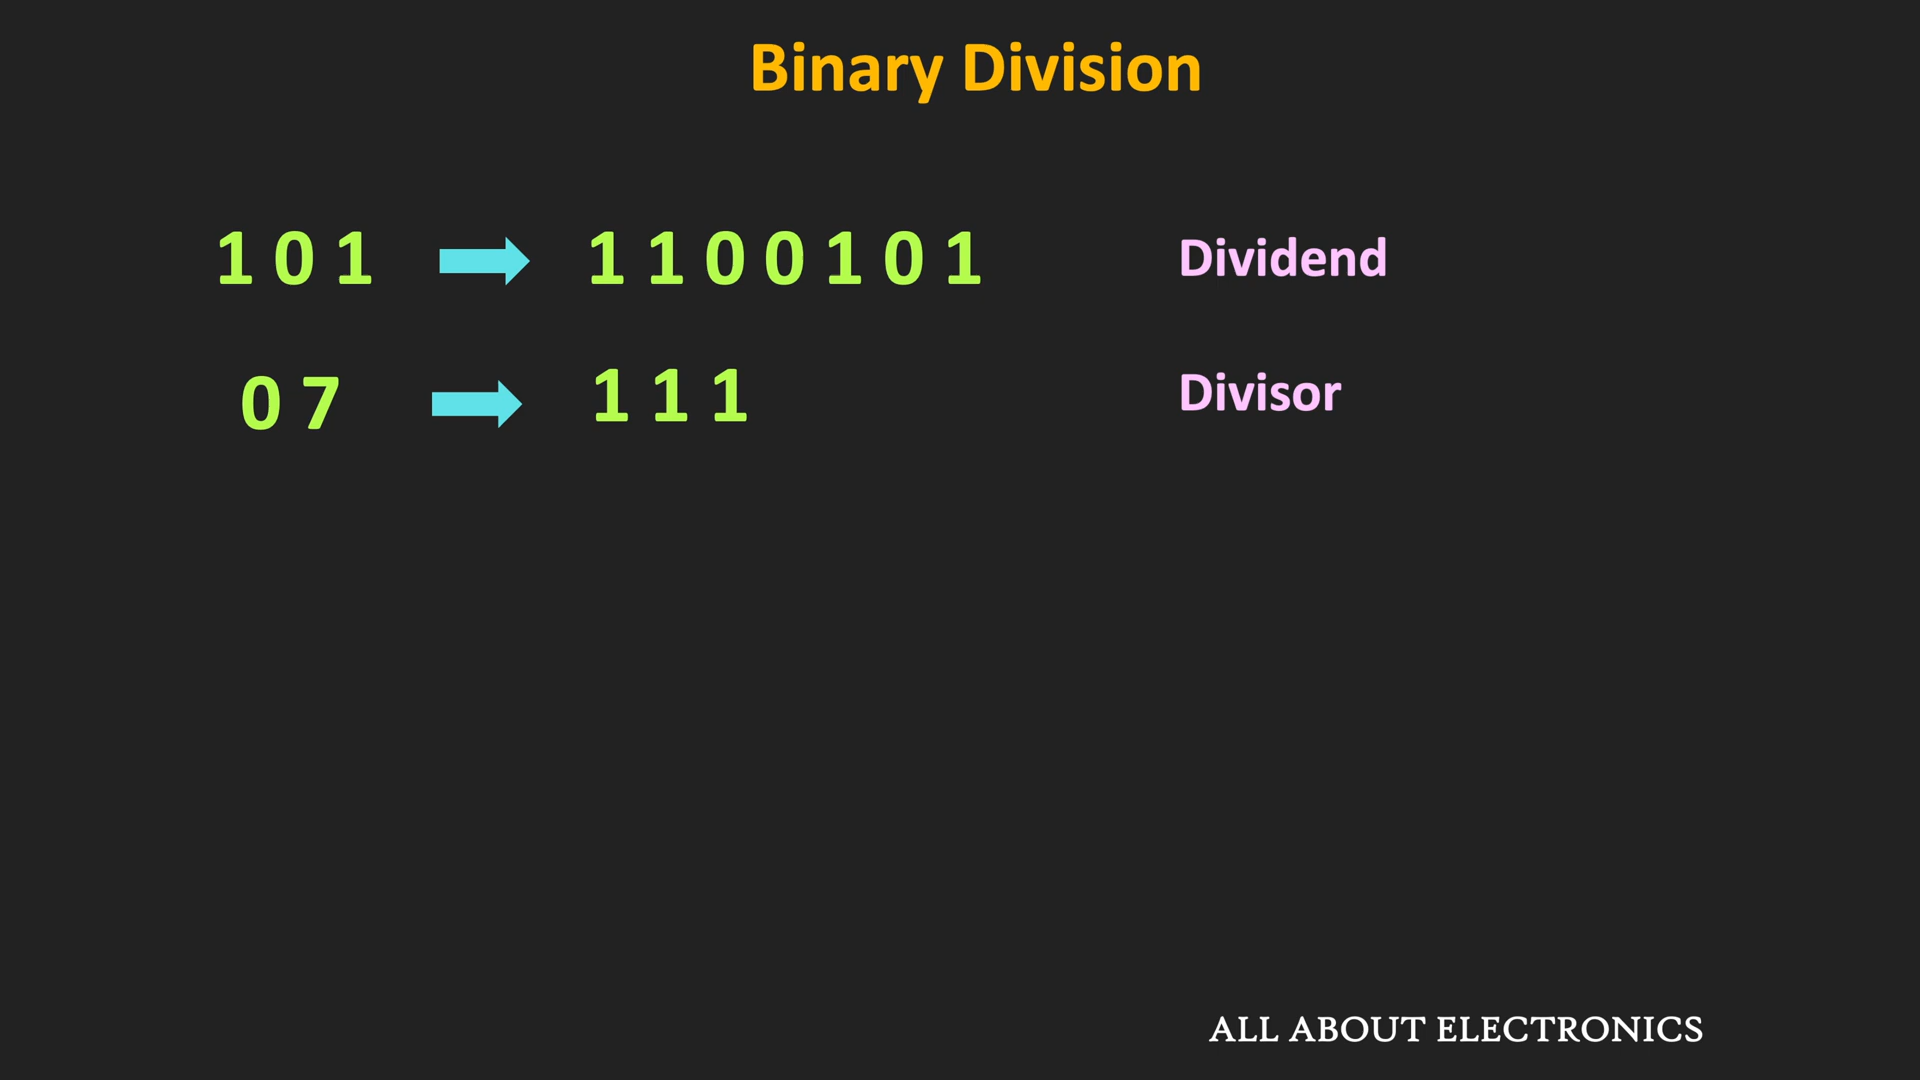 Binary Division
1 0 1 1 1 0 0 1 0 1 Dividend
0 7 1 1 1 Divisor
ALL ABOUT ELECTRONICS